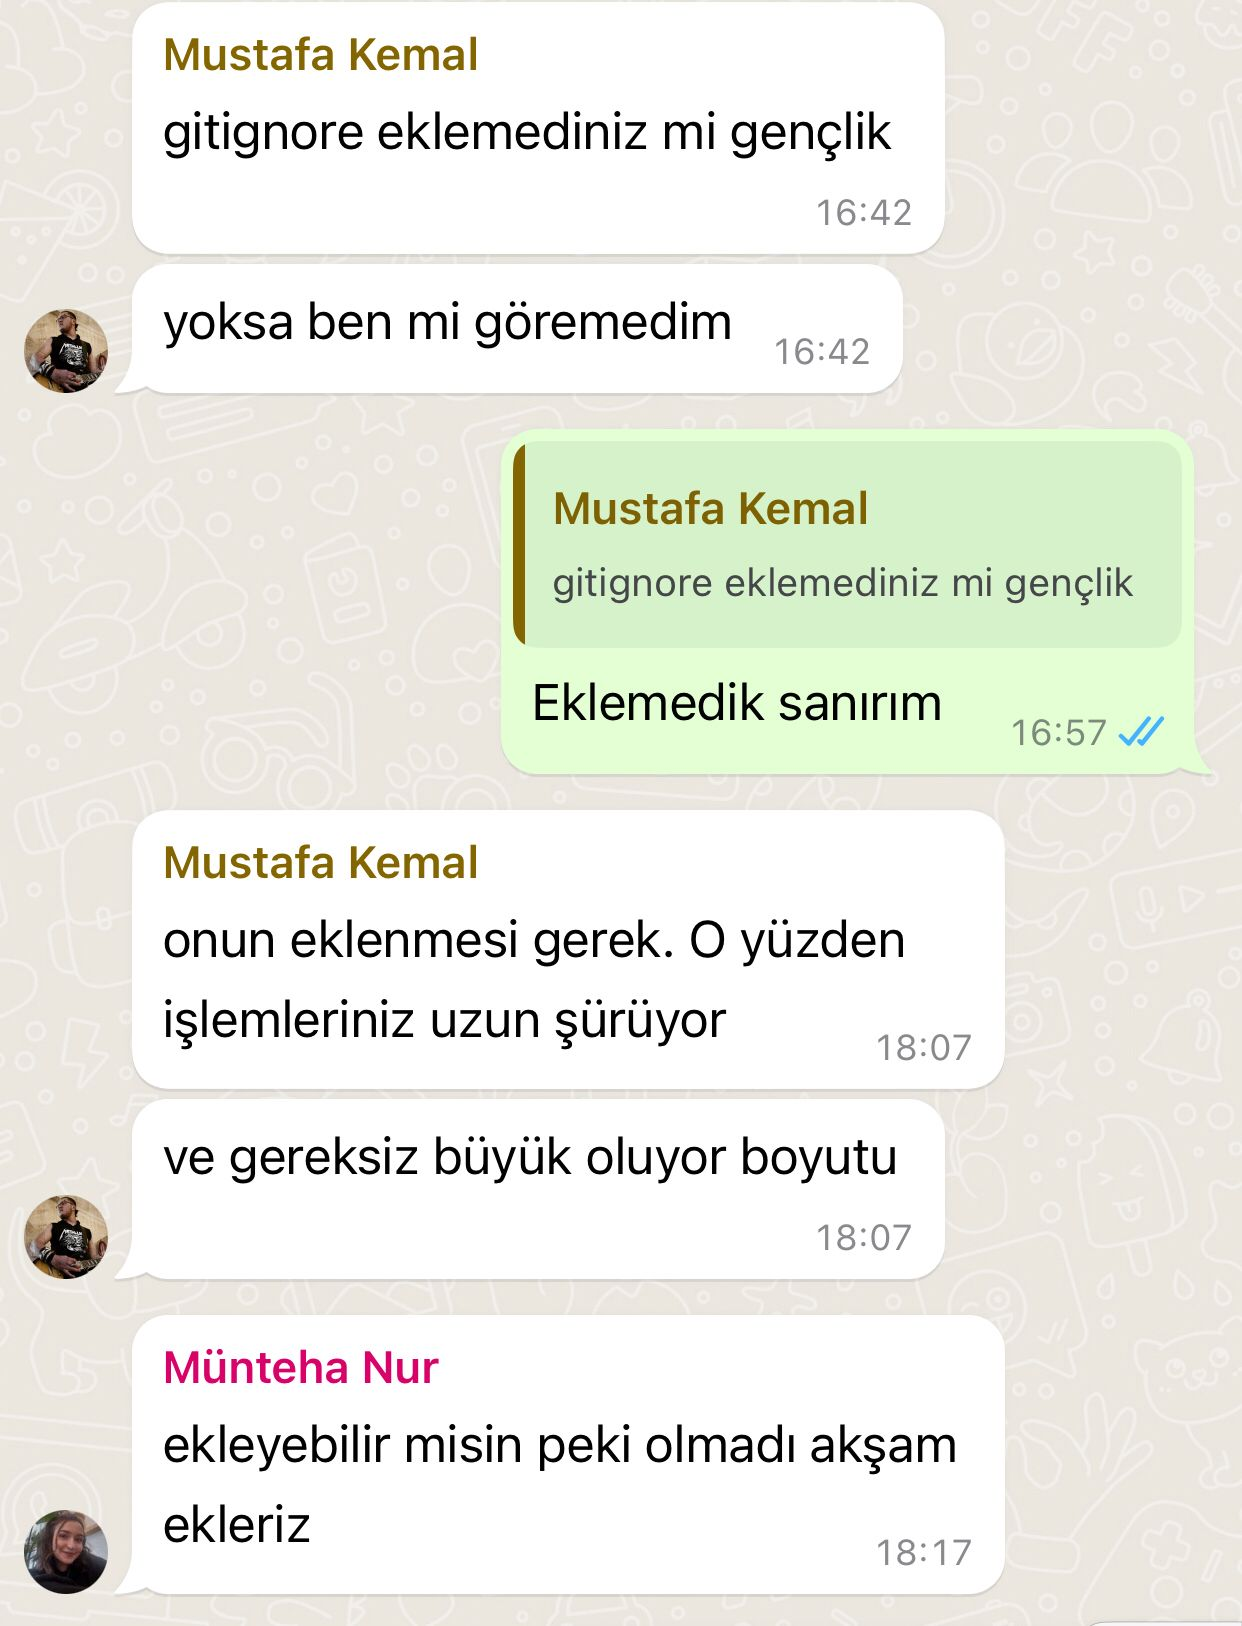 Mustafa Kemal
gitignore eklemediniz mi gençlik
16:42
yoksa ben mi göremedim
16:42
Mustafa Kemal
gitignore eklemediniz mi gençlik
Eklemedik sanırım
16:57
Mustafa Kemal
onun eklenmesi gerek. O yüzden
işlemleriniz uzun şürüyor
18:07
ve gereksiz büyük oluyor boyutu
18:07
Münteha Nur
ekleyebilir misin peki olmadı akşam
ekleriz
18:17